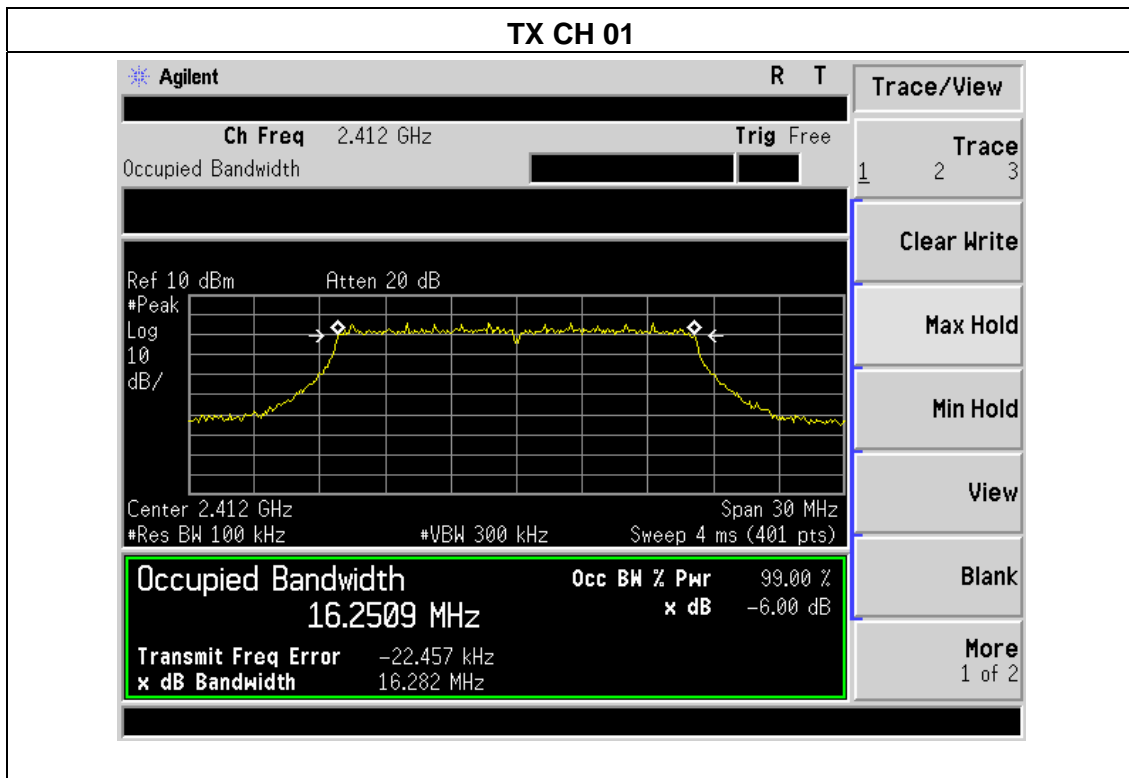 TX CH 01
Agilent R T
Trace/View
Ch Freq 2.412 GHz Trig Free
Occupied Bandwidth
Trace
1 2 3
Clear Write
Ref 10 dBm Atten 20 dB
#Peak
Log
10
dB/
Max Hold
Min Hold
View
Center 2.412 GHz Span 30 MHz
#Res BW 100 kHz #VBW 300 kHz Sweep 4 ms (401 pts)
Occupied Bandwidth Occ BW % Pwr 99.00 %
16.2509 MHz x dB -6.00 dB
Blank
Transmit Freq Error -22.457 kHz
x dB Bandwidth 16.282 MHz
More
1 of 2